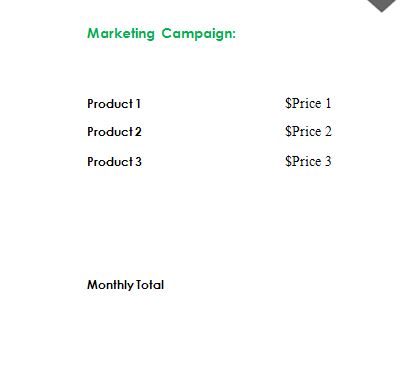 Marketing Campaign:
Product 1 $Price 1
Product 2 $Price 2
Product 3 $Price 3
Monthly Total